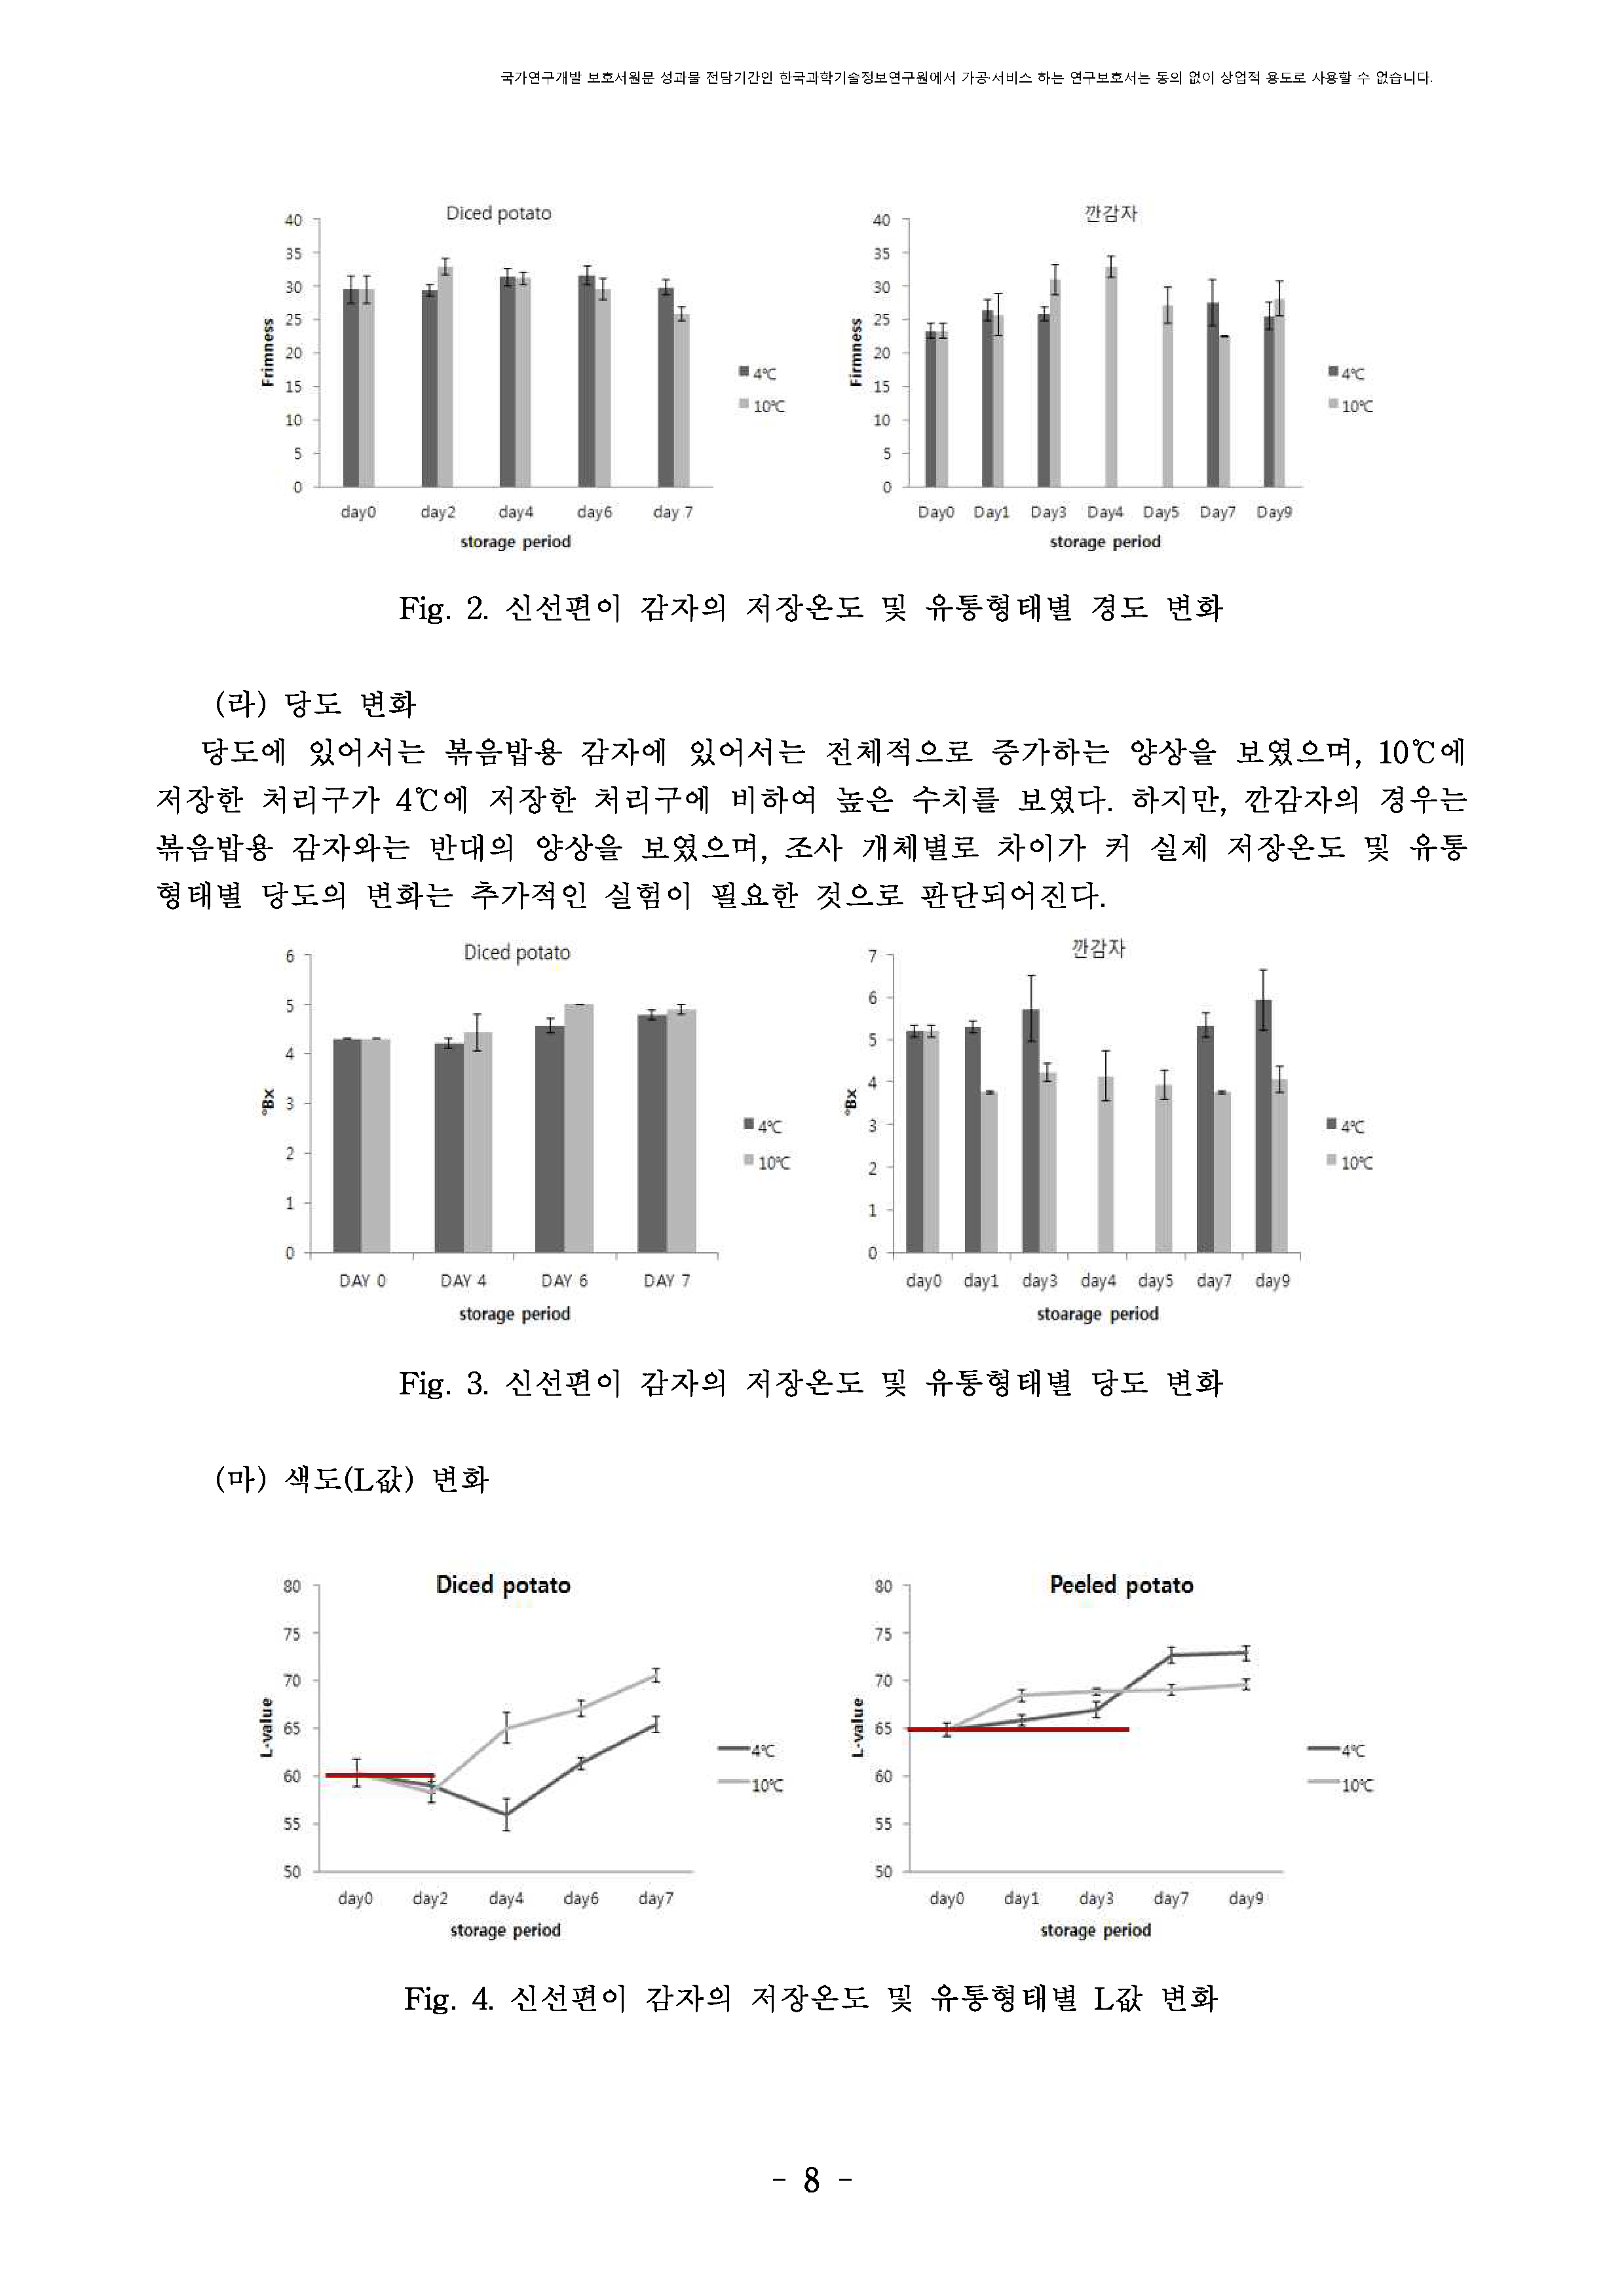 국가연구개발 보호서원문 성과물 전담기간인 한국과학기술정보연구원에서 가공·서비스 하는 연구보호서는 동의 없이 상업적 용도로 사용할 수 없습니다.
Diced potato
40
35
30
25
20
15
10
5
0
Frimness
day0 day2 day4 day6 day 7
storage period
4℃
10℃
깐감자
40
35
30
25
20
15
10
5
0
Firmness
Day0 Day1 Day3 Day4 Day5 Day7 Day9
storage period
4℃
10℃
Fig. 2. 신선편이 감자의 저장온도 및 유통형태별 경도 변화
(라) 당도 변화
당도에 있어서는 볶음밥용 감자에 있어서는 전체적으로 증가하는 양상을 보였으며, 10℃에
저장한 처리구가 4℃에 저장한 처리구에 비하여 높은 수치를 보였다. 하지만, 깐감자의 경우는
볶음밥용 감자와는 반대의 양상을 보였으며, 조사 개체별로 차이가 커 실제 저장온도 및 유통
형태별 당도의 변화는 추가적인 실험이 필요한 것으로 판단되어진다.
Diced potato
6
5
4
3
2
1
0
°Bx
DAY 0 DAY 4 DAY 6 DAY 7
storage period
4℃
10℃
깐감자
7
6
5
4
3
2
1
0
°Bx
day0 day1 day3 day4 day5 day7 day9
stoarage period
4℃
10℃
Fig. 3. 신선편이 감자의 저장온도 및 유통형태별 당도 변화
(마) 색도(L값) 변화
Diced potato
80
75
70
65
60
55
50
L-value
day0 day2 day4 day6 day7
storage period
4℃
10℃
Peeled potato
80
75
70
65
60
55
50
L-value
day0 day1 day3 day7 day9
storage period
4℃
10℃
Fig. 4. 신선편이 감자의 저장온도 및 유통형태별 L값 변화
- 8 -